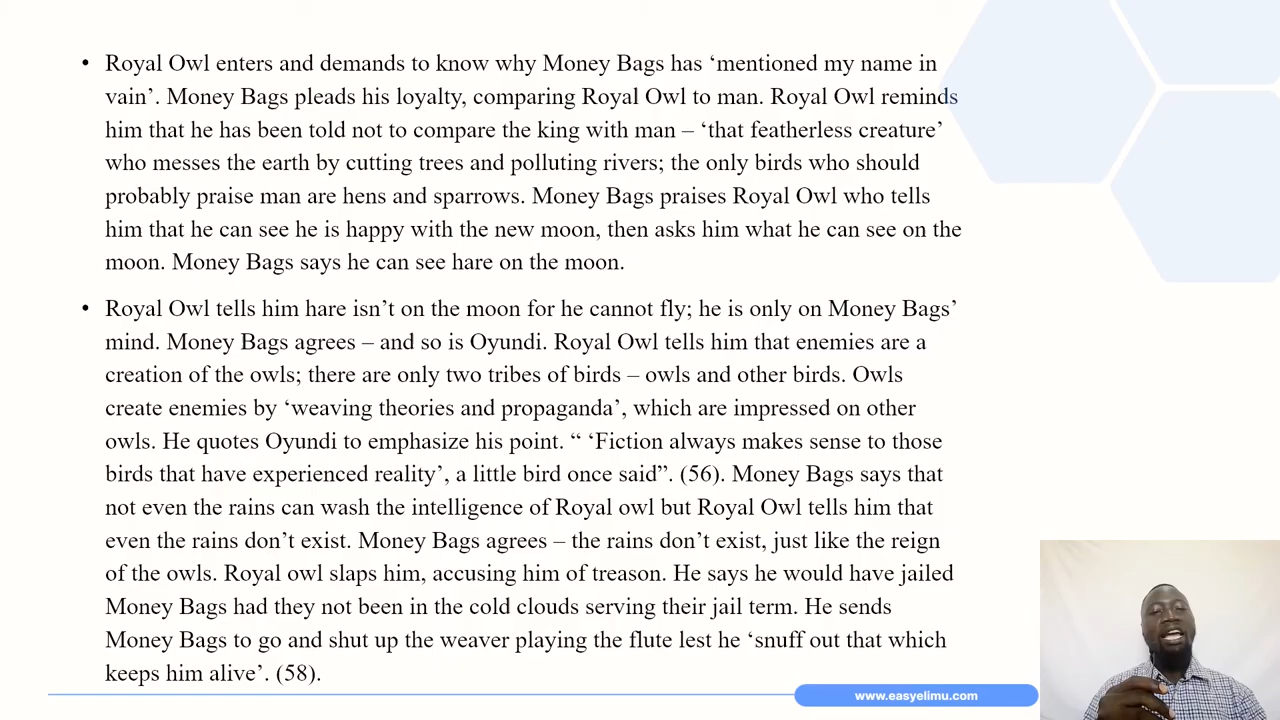 • Royal Owl enters and demands to know why Money Bags has ‘mentioned my name in
vain’. Money Bags pleads his loyalty, comparing Royal Owl to man. Royal Owl reminds
him that he has been told not to compare the king with man – ‘that featherless creature’
who messes the earth by cutting trees and polluting rivers; the only birds who should
probably praise man are hens and sparrows. Money Bags praises Royal Owl who tells
him that he can see he is happy with the new moon, then asks him what he can see on the
moon. Money Bags says he can see hare on the moon.
• Royal Owl tells him hare isn’t on the moon for he cannot fly; he is only on Money Bags’
mind. Money Bags agrees – and so is Oyundi. Royal Owl tells him that enemies are a
creation of the owls; there are only two tribes of birds – owls and other birds. Owls
create enemies by ‘weaving theories and propaganda’, which are impressed on other
owls. He quotes Oyundi to emphasize his point. “ ‘Fiction always makes sense to those
birds that have experienced reality’, a little bird once said”. (56). Money Bags says that
not even the rains can wash the intelligence of Royal owl but Royal Owl tells him that
even the rains don’t exist. Money Bags agrees – the rains don’t exist, just like the reign
of the owls. Royal owl slaps him, accusing him of treason. He says he would have jailed
Money Bags had they not been in the cold clouds serving their jail term. He sends
Money Bags to go and shut up the weaver playing the flute lest he ‘snuff out that which
keeps him alive’. (58).
www.easyelimu.com